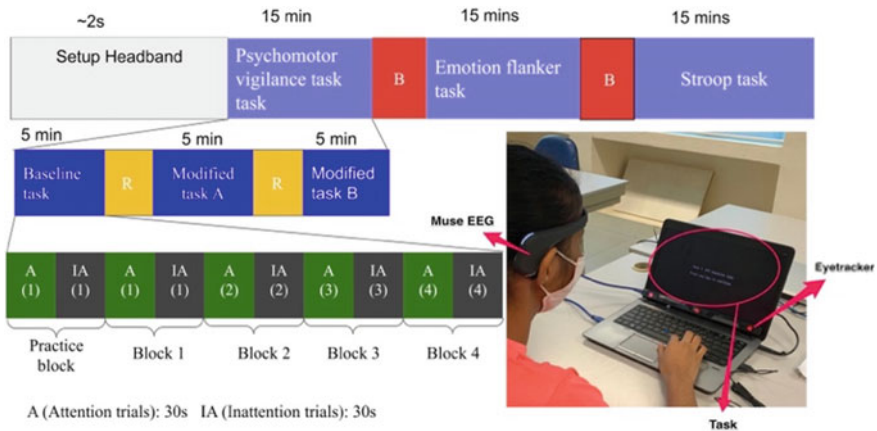 ~2s
15 min
15 mins
15 mins
Setup Headband
Psychomotor
vigilance task
task
B
Emotion flanker
task
B
Stroop task
5 min
5 min
5 min
Baseline
task
R
Modified
task A
R
Modified
task B
A
(1)
IA
(1)
A
(1)
IA
(1)
A
(2)
IA
(2)
A
(3)
IA
(3)
A
(4)
IA
(4)
Practice
block
Block 1
Block 2
Block 3
Block 4
A (Attention trials): 30s IA (Inattention trials): 30s
Muse EEG
Eyetracker
Task